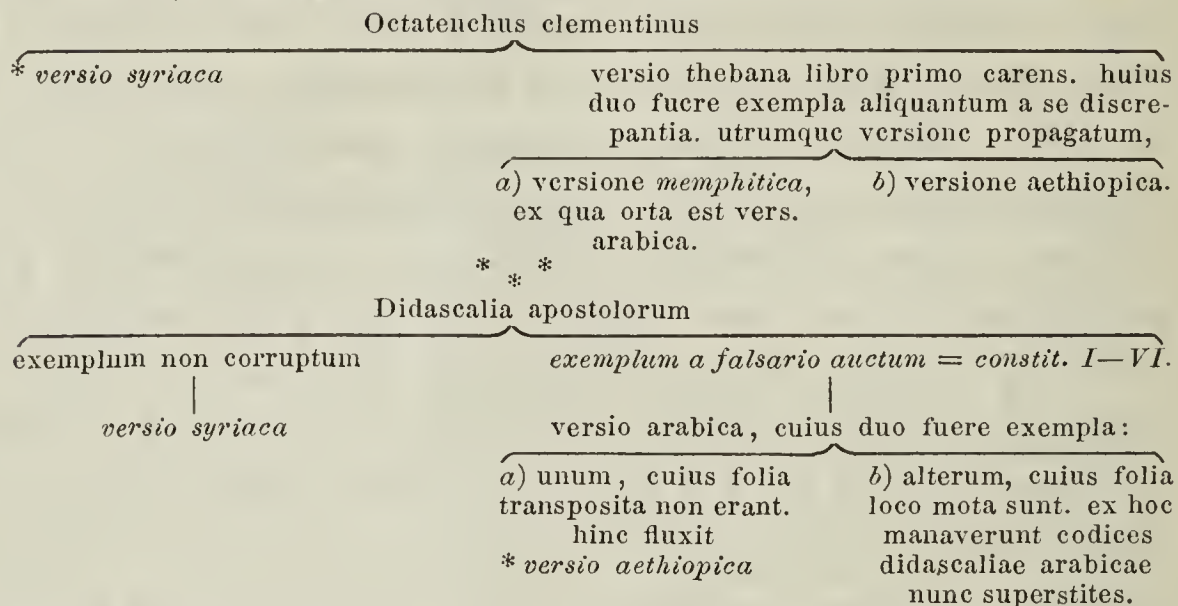 Octateuchus clementinus
* versio syriaca
versio thebana libro primo carens. huius
duo fuere exempla aliquantum a se discre-
pantia. utrumque versione propagatum,
a) versione memphitica,
ex qua orta est vers.
arabica.
b) versione aethiopica.
* * *
Didascalia apostolorum
exemplum non corruptum
versio syriaca
exemplum a falsario auctum = constit. I—VI.
versio arabica, cuius duo fuere exempla:
a) unum, cuius folia
transposita non erant.
hinc fluxit
* versio aethiopica
b) alterum, cuius folia
loco mota sunt. ex hoc
manaverunt codices
didascaliae arabicae
nunc superstites.